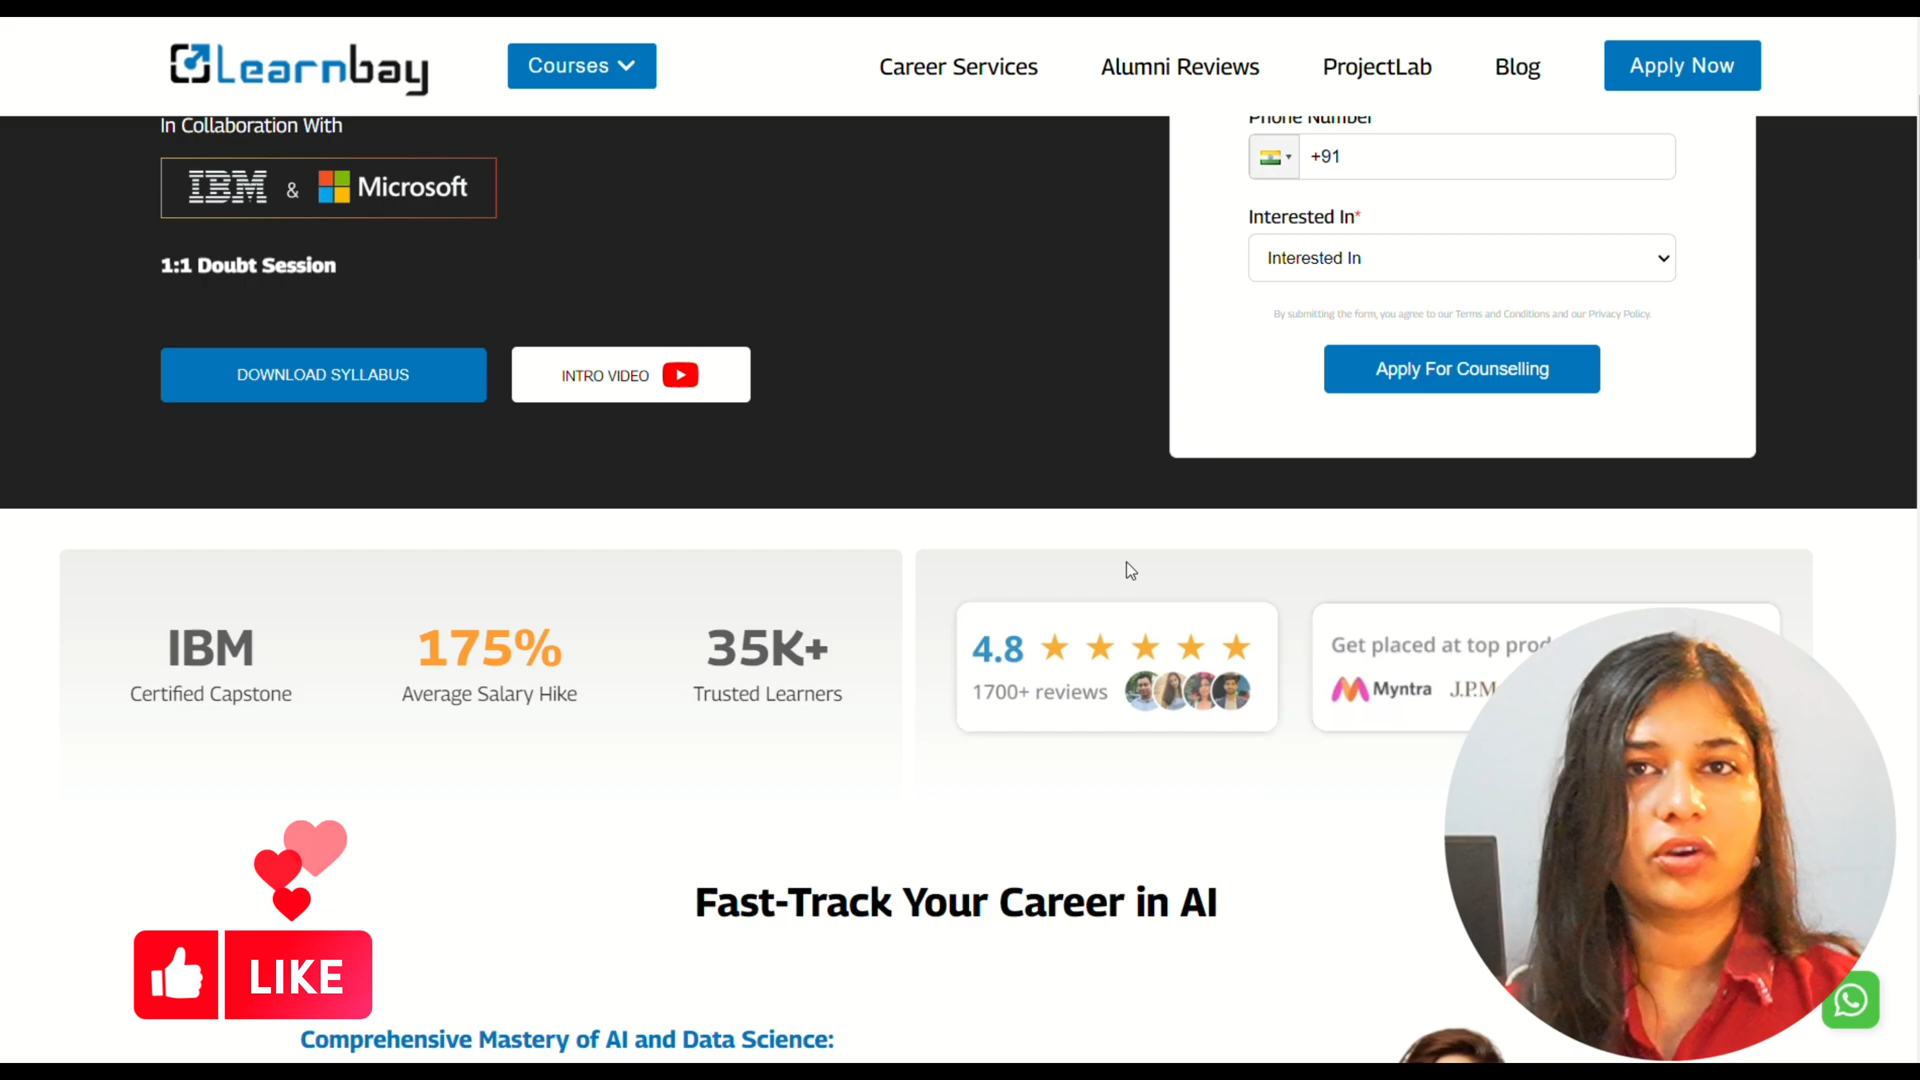 Learnbay
Courses
Career Services
Alumni Reviews
ProjectLab
Blog
Apply Now
In Collaboration With
IBM & Microsoft
1:1 Doubt Session
DOWNLOAD SYLLABUS
INTRO VIDEO
Phone Number
+91
Interested In*
Interested In
By submitting the form, you agree to our Terms and Conditions and our Privacy Policy.
Apply For Counselling
IBM
Certified Capstone
175%
Average Salary Hike
35K+
Trusted Learners
4.8
1700+ reviews
Get placed at top
Myntra
Fast-Track Your Career in AI
LIKE
Comprehensive Mastery of AI and Data Science: